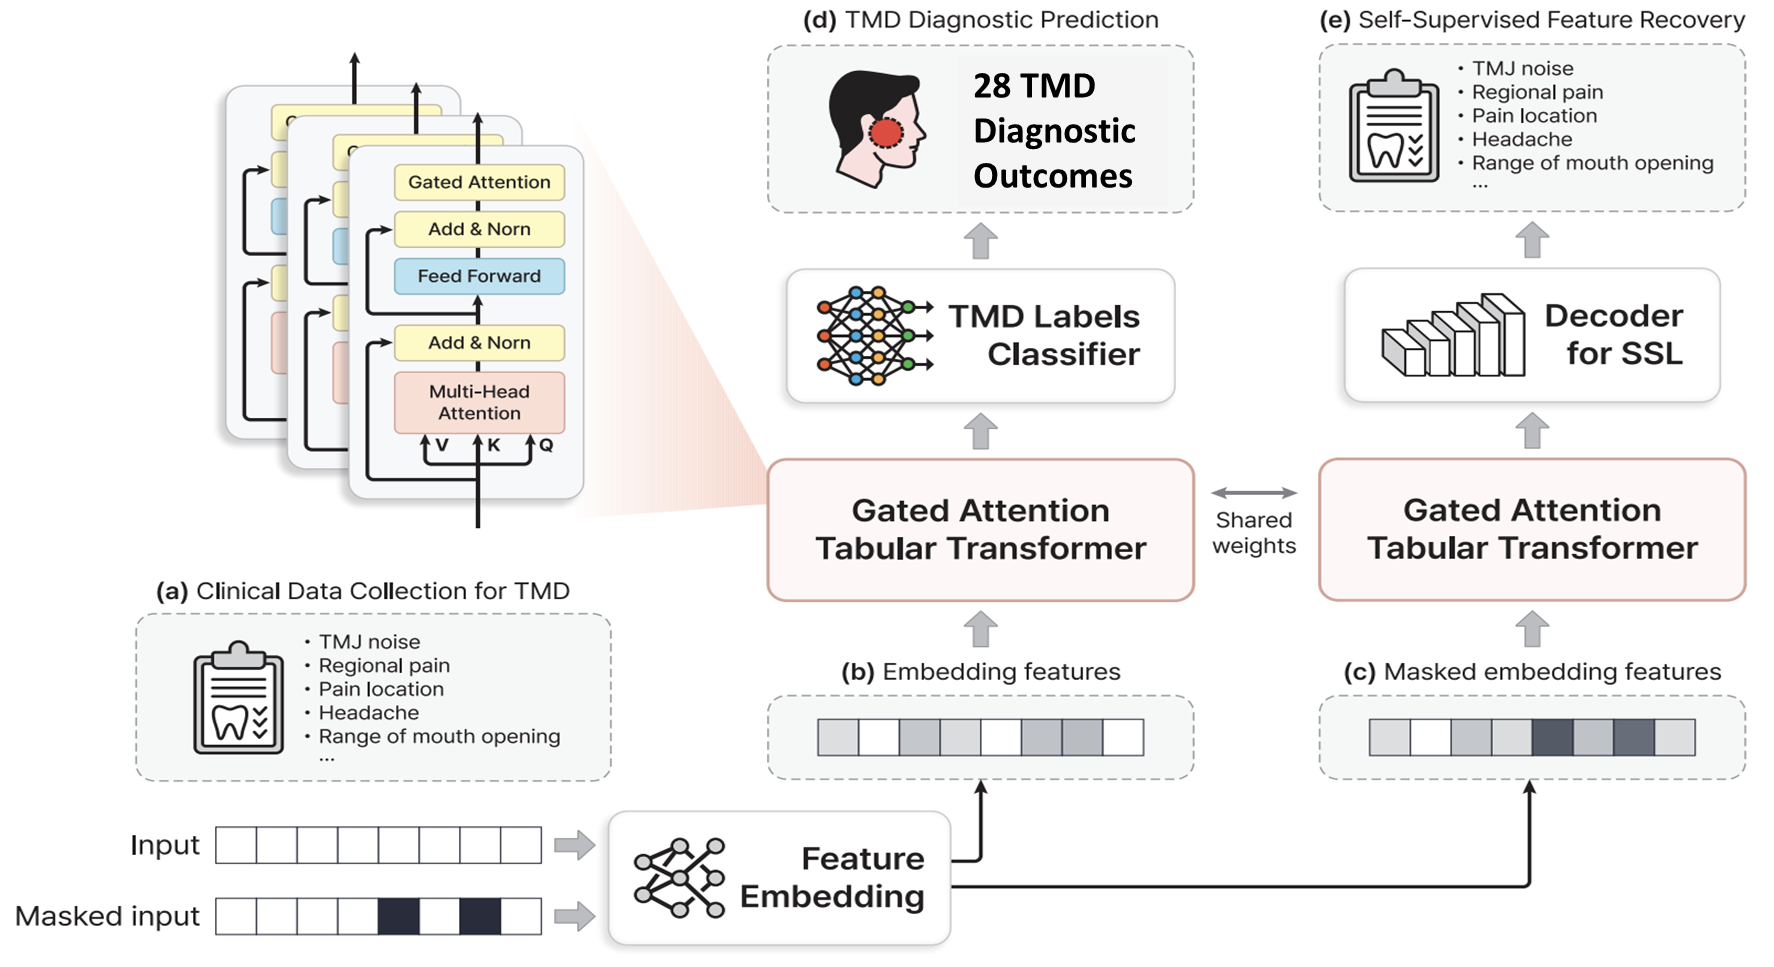 (d) TMD Diagnostic Prediction
28 TMD
Diagnostic
Outcomes
(e) Self-Supervised Feature Recovery
· TMJ noise
· Regional pain
· Pain location
· Headache
· Range of mouth opening
...
G
G
Gated Attention
Add & Norn
Feed Forward
Add & Norn
Multi-Head
Attention
V K Q
TMD Labels
Classifier
Decoder
for SSL
Gated Attention
Tabular Transformer
Shared
weights
Gated Attention
Tabular Transformer
(a) Clinical Data Collection for TMD
· TMJ noise
· Regional pain
· Pain location
· Headache
· Range of mouth opening
...
(b) Embedding features
(c) Masked embedding features
Input
Masked input
Feature
Embedding